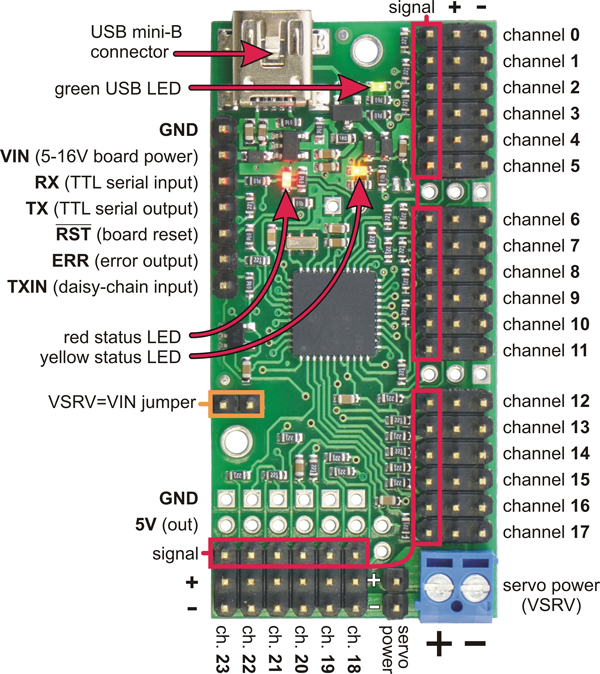 signal + −
USB mini-B
connector
green USB LED
GND
VIN (5-16V board power)
RX (TTL serial input)
TX (TTL serial output)
RST (board reset)
ERR (error output)
TXIN (daisy-chain input)
red status LED
yellow status LED
VSRV=VIN jumper
GND
5V (out)
signal
+
−
channel 0
channel 1
channel 2
channel 3
channel 4
channel 5
channel 6
channel 7
channel 8
channel 9
channel 10
channel 11
channel 12
channel 13
channel 14
channel 15
channel 16
channel 17
servo power
(VSRV)
+ −
+
−
ch. 23
ch. 22
ch. 21
ch. 20
ch. 19
ch. 18
servo
power